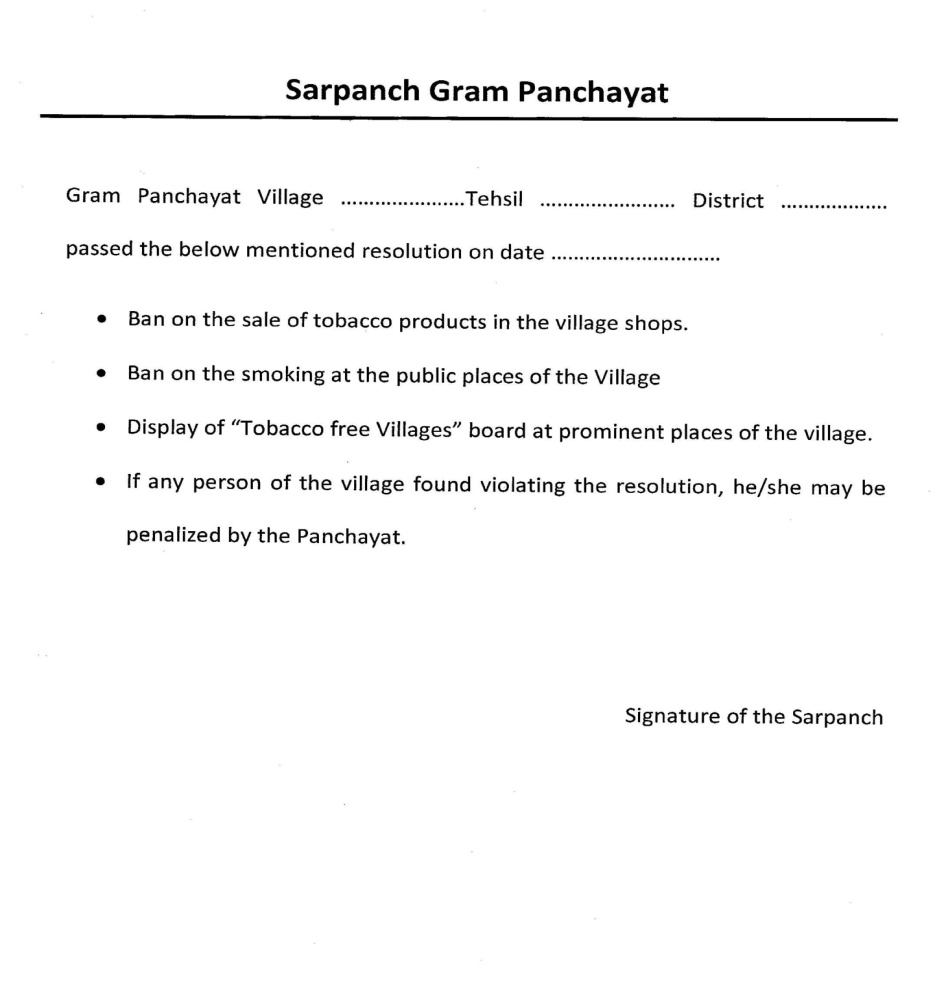 Sarpanch Gram Panchayat
Gram Panchayat Village ......................Tehsil ........................ District ...................
passed the below mentioned resolution on date ..............................
• Ban on the sale of tobacco products in the village shops.
• Ban on the smoking at the public places of the Village
• Display of “Tobacco free Villages” board at prominent places of the village.
• If any person of the village found violating the resolution, he/she may be
penalized by the Panchayat.
Signature of the Sarpanch